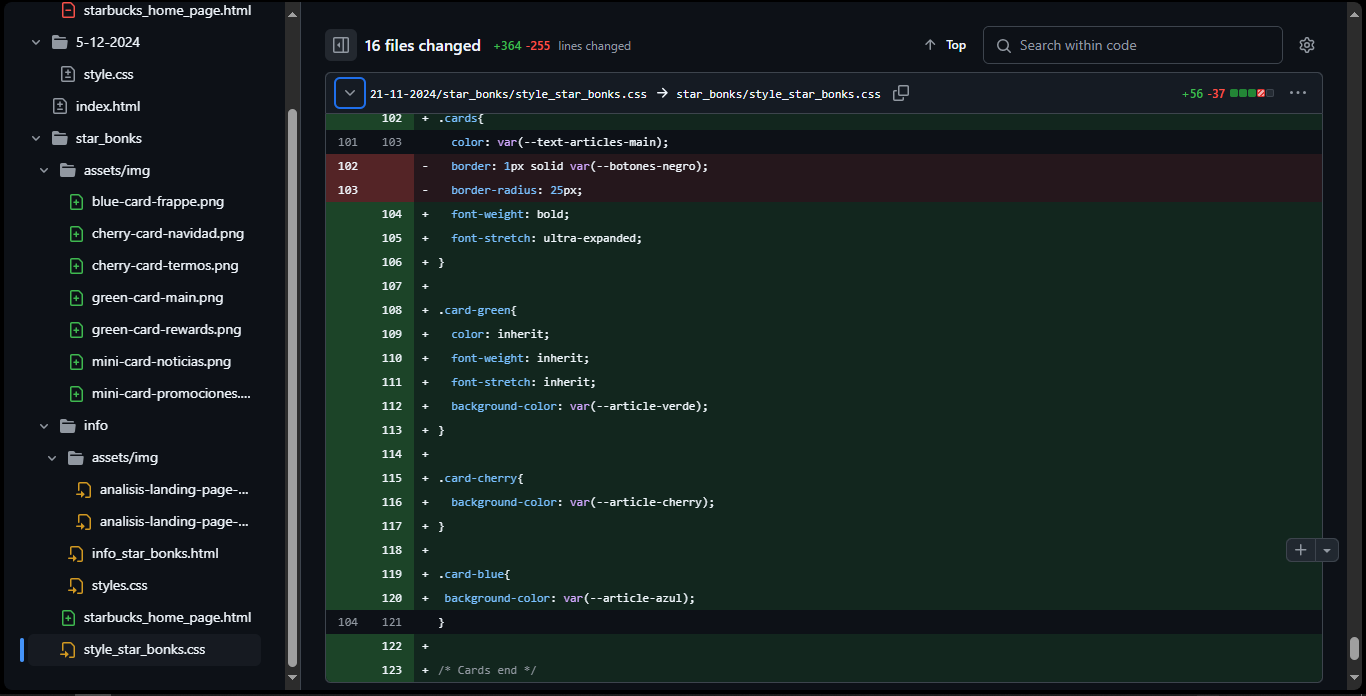 starbucks_home_page.html
5-12-2024
style.css
index.html
star_bonks
assets/img
blue-card-frappe.png
cherry-card-navidad.png
cherry-card-termos.png
green-card-main.png
green-card-rewards.png
mini-card-noticias.png
mini-card-promociones....
info
assets/img
analisis-landing-page-...
analisis-landing-page-...
info_star_bonks.html
styles.css
starbucks_home_page.html
style_star_bonks.css
16 files changed +364 -255 lines changed
Top
Search within code
21-11-2024/star_bonks/style_star_bonks.css → star_bonks/style_star_bonks.css
+56 -37
102 + .cards{
101 103 color: var(--text-articles-main);
102 - border: 1px solid var(--botones-negro);
103 - border-radius: 25px;
104 + font-weight: bold;
105 + font-stretch: ultra-expanded;
106 + }
107 +
108 + .card-green{
109 + color: inherit;
110 + font-weight: inherit;
111 + font-stretch: inherit;
112 + background-color: var(--article-verde);
113 + }
114 +
115 + .card-cherry{
116 + background-color: var(--article-cherry);
117 + }
118 +
119 + .card-blue{
120 + background-color: var(--article-azul);
104 121 }
122 +
123 + /* Cards end */